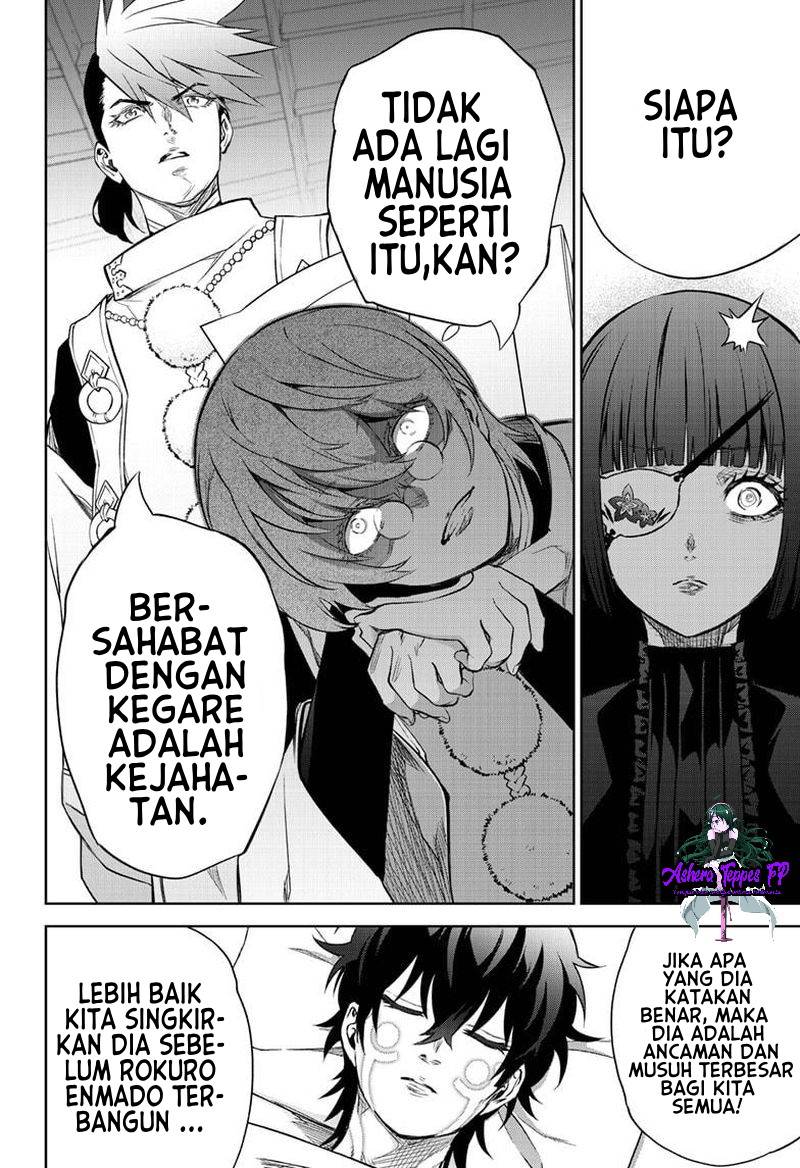 SIAPA
ITU?
TIDAK
ADA LAGI
MANUSIA
SEPERTI
ITU,KAN?
BER-
SAHABAT
DENGAN
KEGARE
ADALAH
KEJAHA-
TAN.
Ashera Teppes FP
JIKA APA
YANG DIA
KATAKAN
BENAR, MAKA
DIA ADALAH
ANCAMAN DAN
MUSUH TERBESAR
BAGI KITA
SEMUA!
LEBIH BAIK
KITA SINGKIR-
KAN DIA SEBE-
LUM ROKURO
ENMADO TER-
BANGUN ...